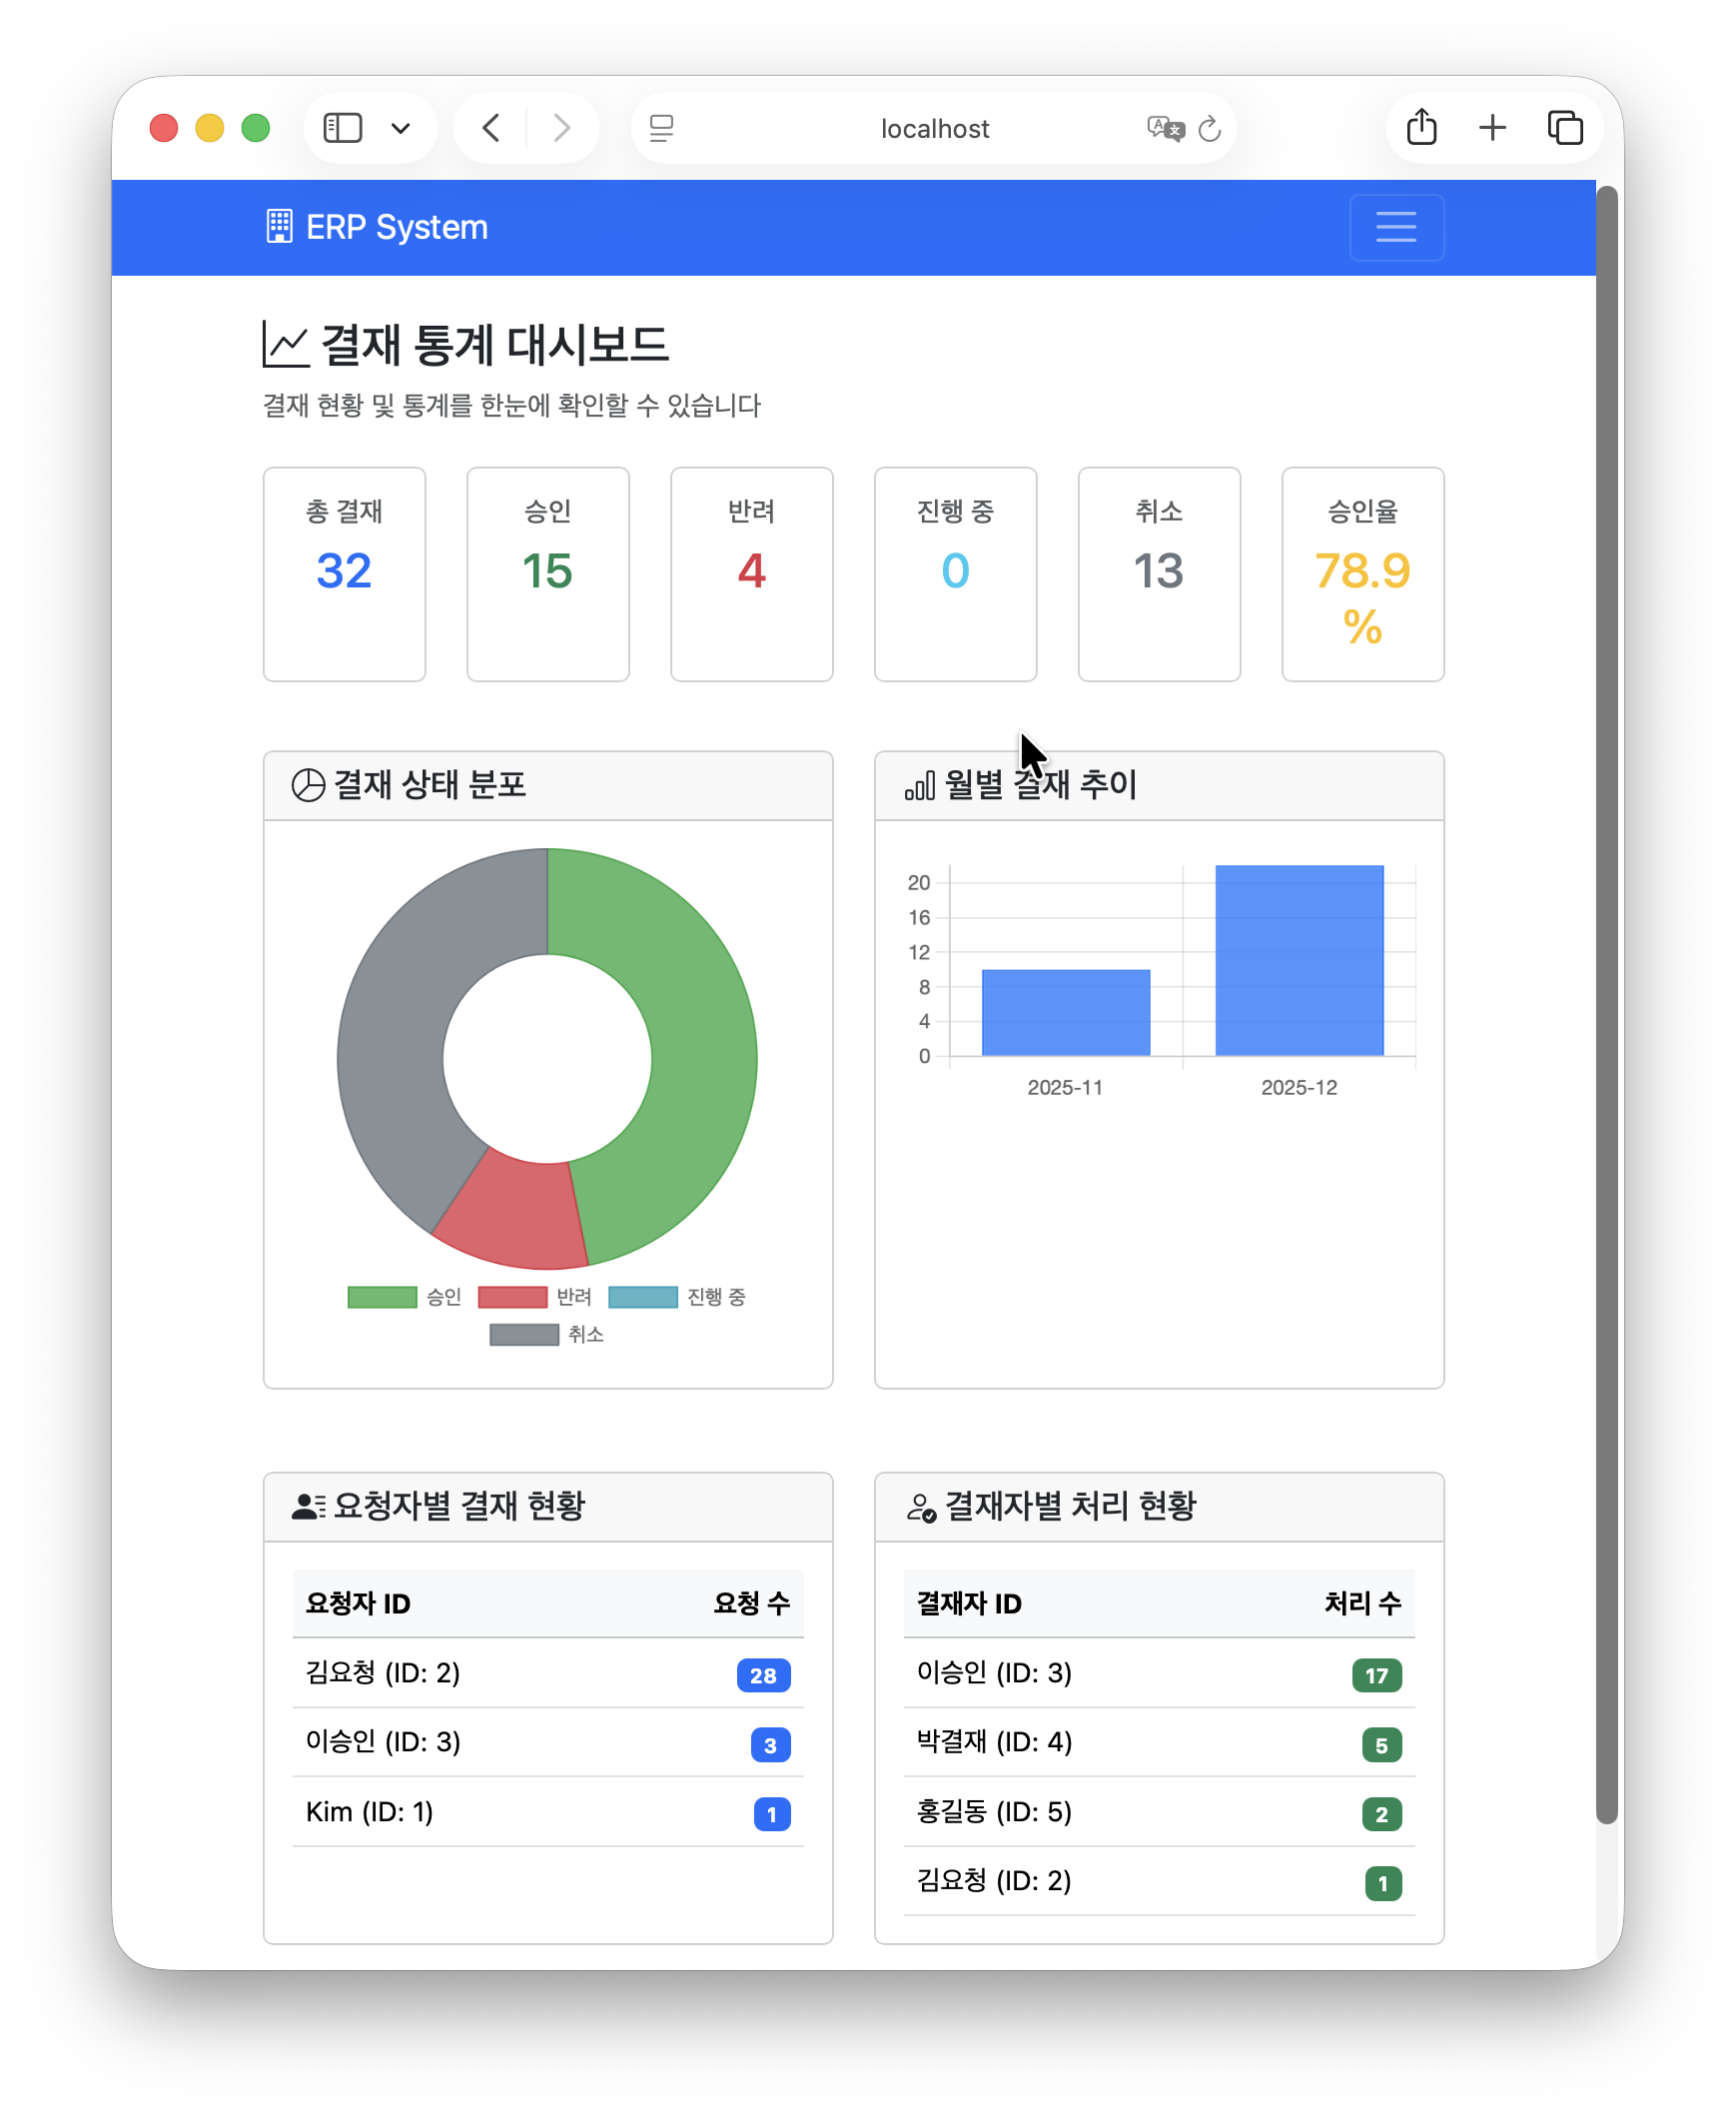 localhost
ERP System
결재 통계 대시보드
결재 현황 및 통계를 한눈에 확인할 수 있습니다
총 결재
32
승인
15
반려
4
진행 중
0
취소
13
승인율
78.9
%
결재 상태 분포
승인 반려 진행 중
취소
월별 결재 추이
20
16
12
8
4
0
2025-11 2025-12
요청자별 결재 현황
요청자 ID 요청 수
김요청 (ID: 2) 28
이승인 (ID: 3) 3
Kim (ID: 1) 1
결재자별 처리 현황
결재자 ID 처리 수
이승인 (ID: 3) 17
박결재 (ID: 4) 5
홍길동 (ID: 5) 2
김요청 (ID: 2) 1